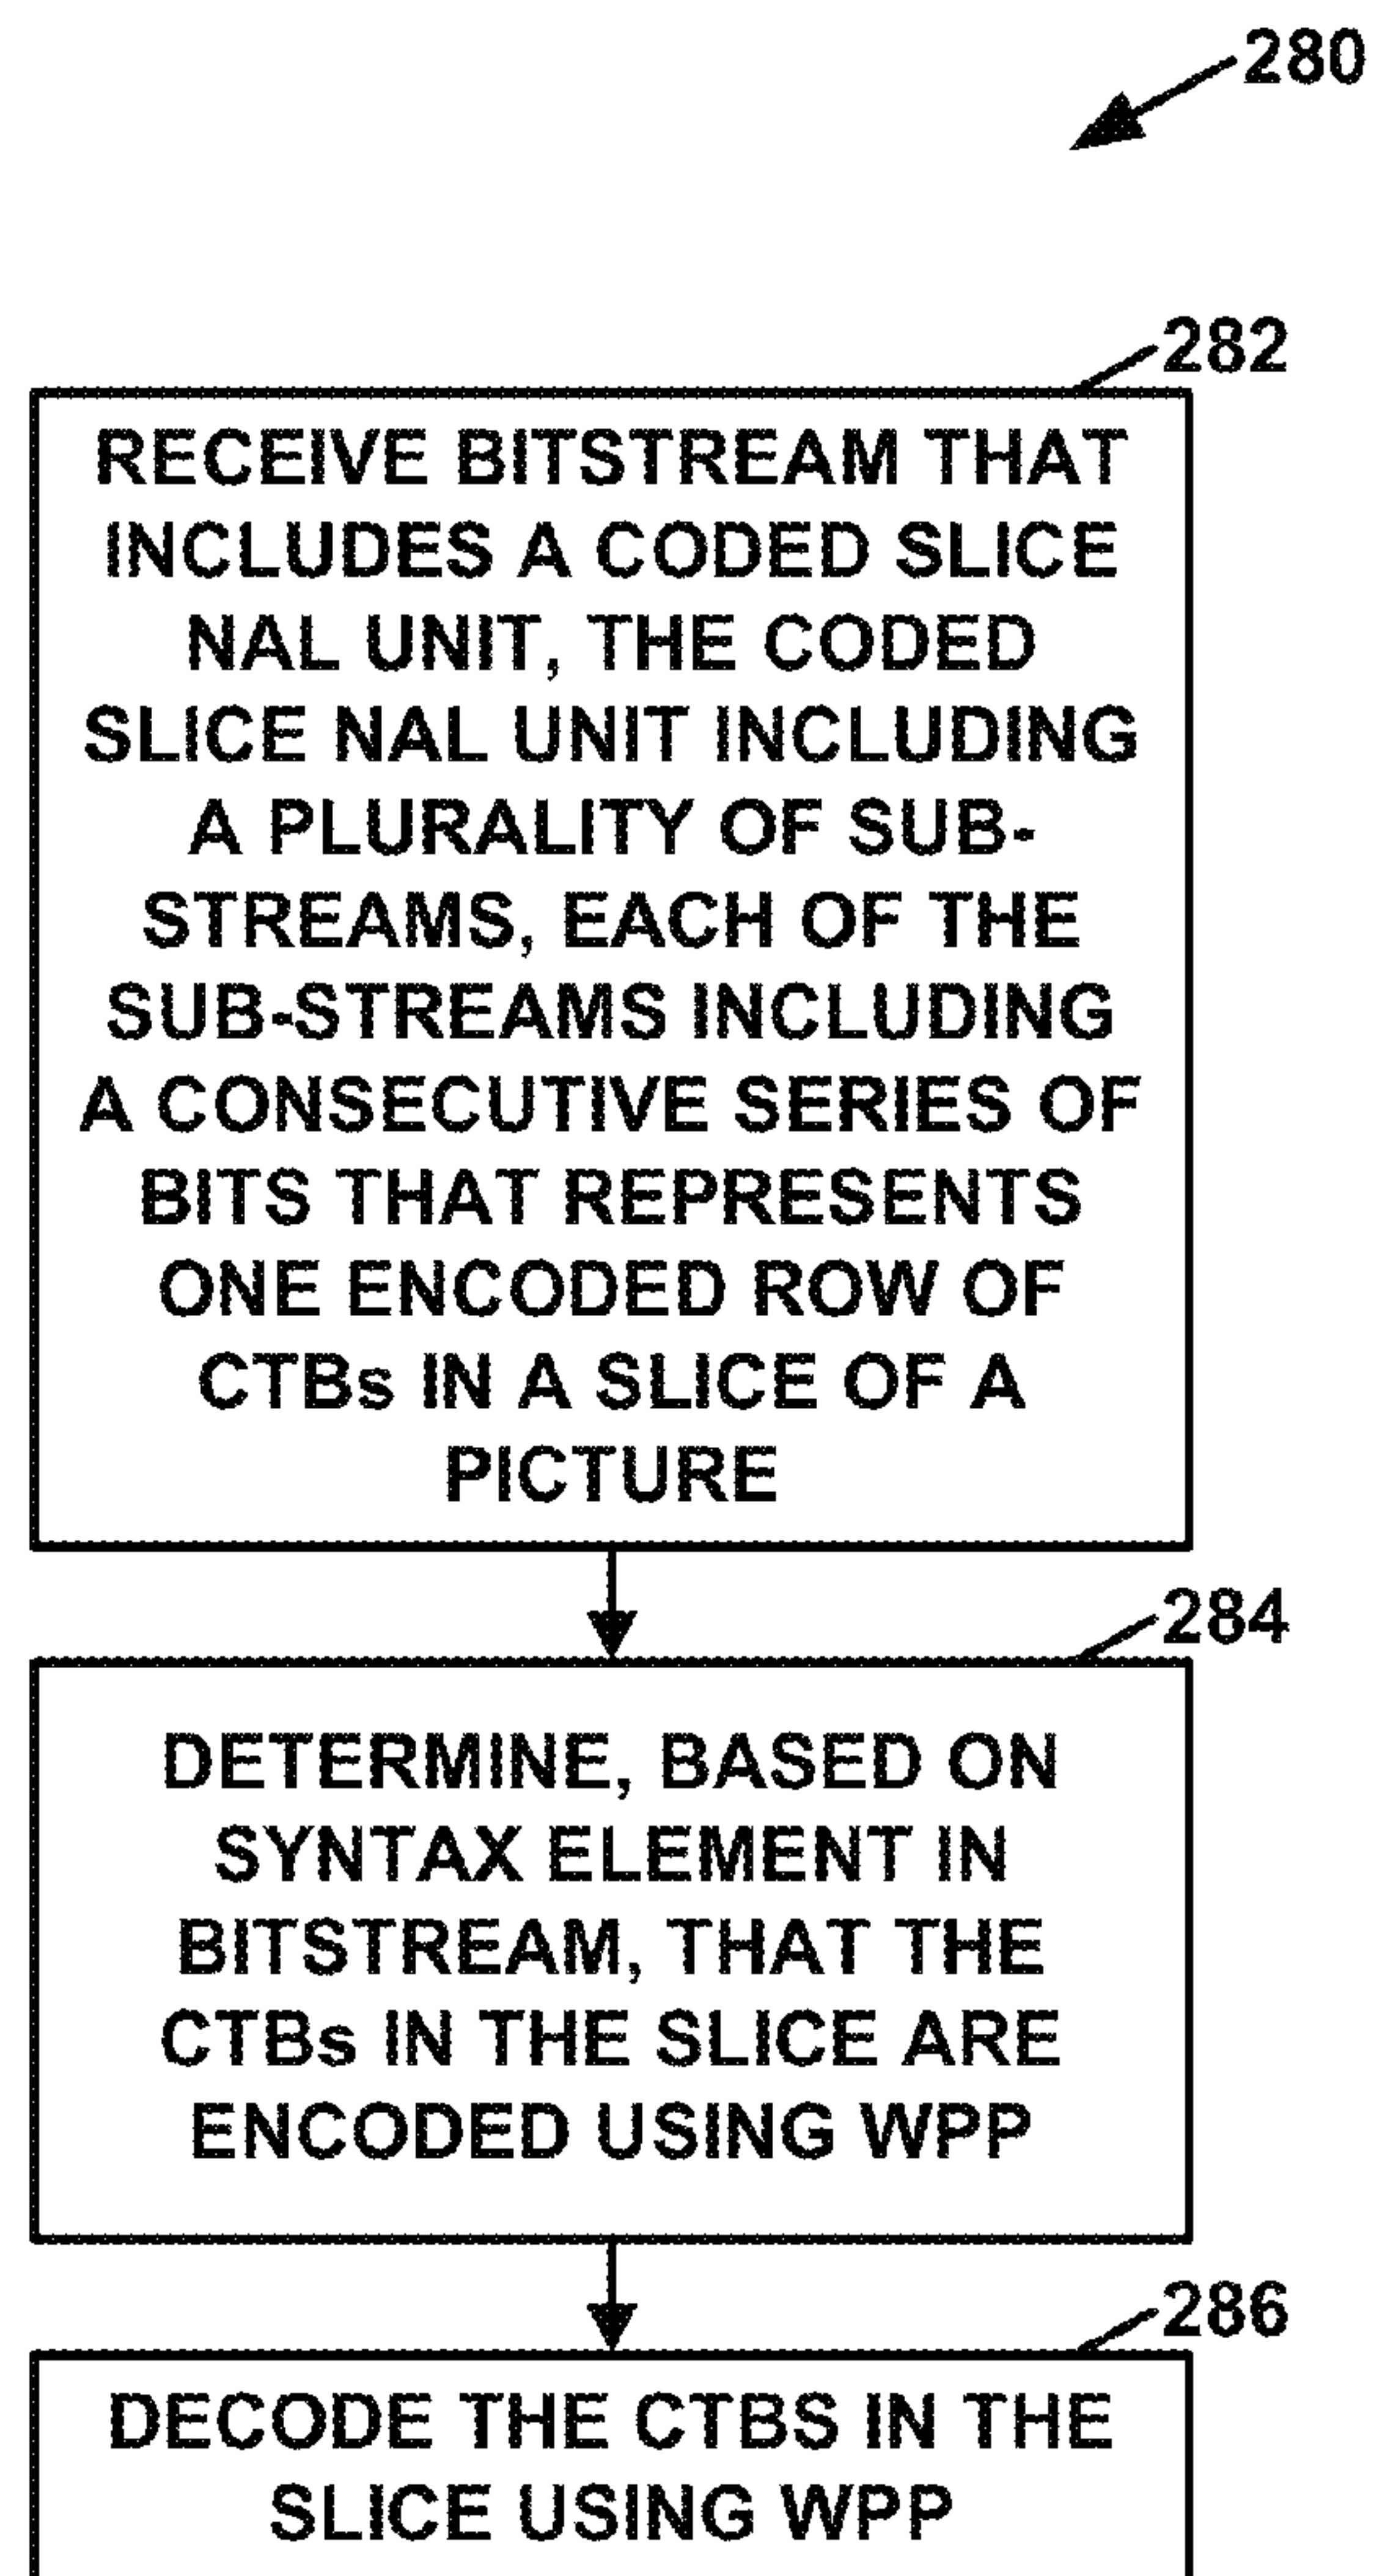 280
282
RECEIVE BITSTREAM THAT
INCLUDES A CODED SLICE
NAL UNIT, THE CODED
SLICE NAL UNIT INCLUDING
A PLURALITY OF SUB-
STREAMS, EACH OF THE
SUB-STREAMS INCLUDING
A CONSECUTIVE SERIES OF
BITS THAT REPRESENTS
ONE ENCODED ROW OF
CTBs IN A SLICE OF A
PICTURE
284
DETERMINE, BASED ON
SYNTAX ELEMENT IN
BITSTREAM, THAT THE
CTBs IN THE SLICE ARE
ENCODED USING WPP
286
DECODE THE CTBS IN THE
SLICE USING WPP